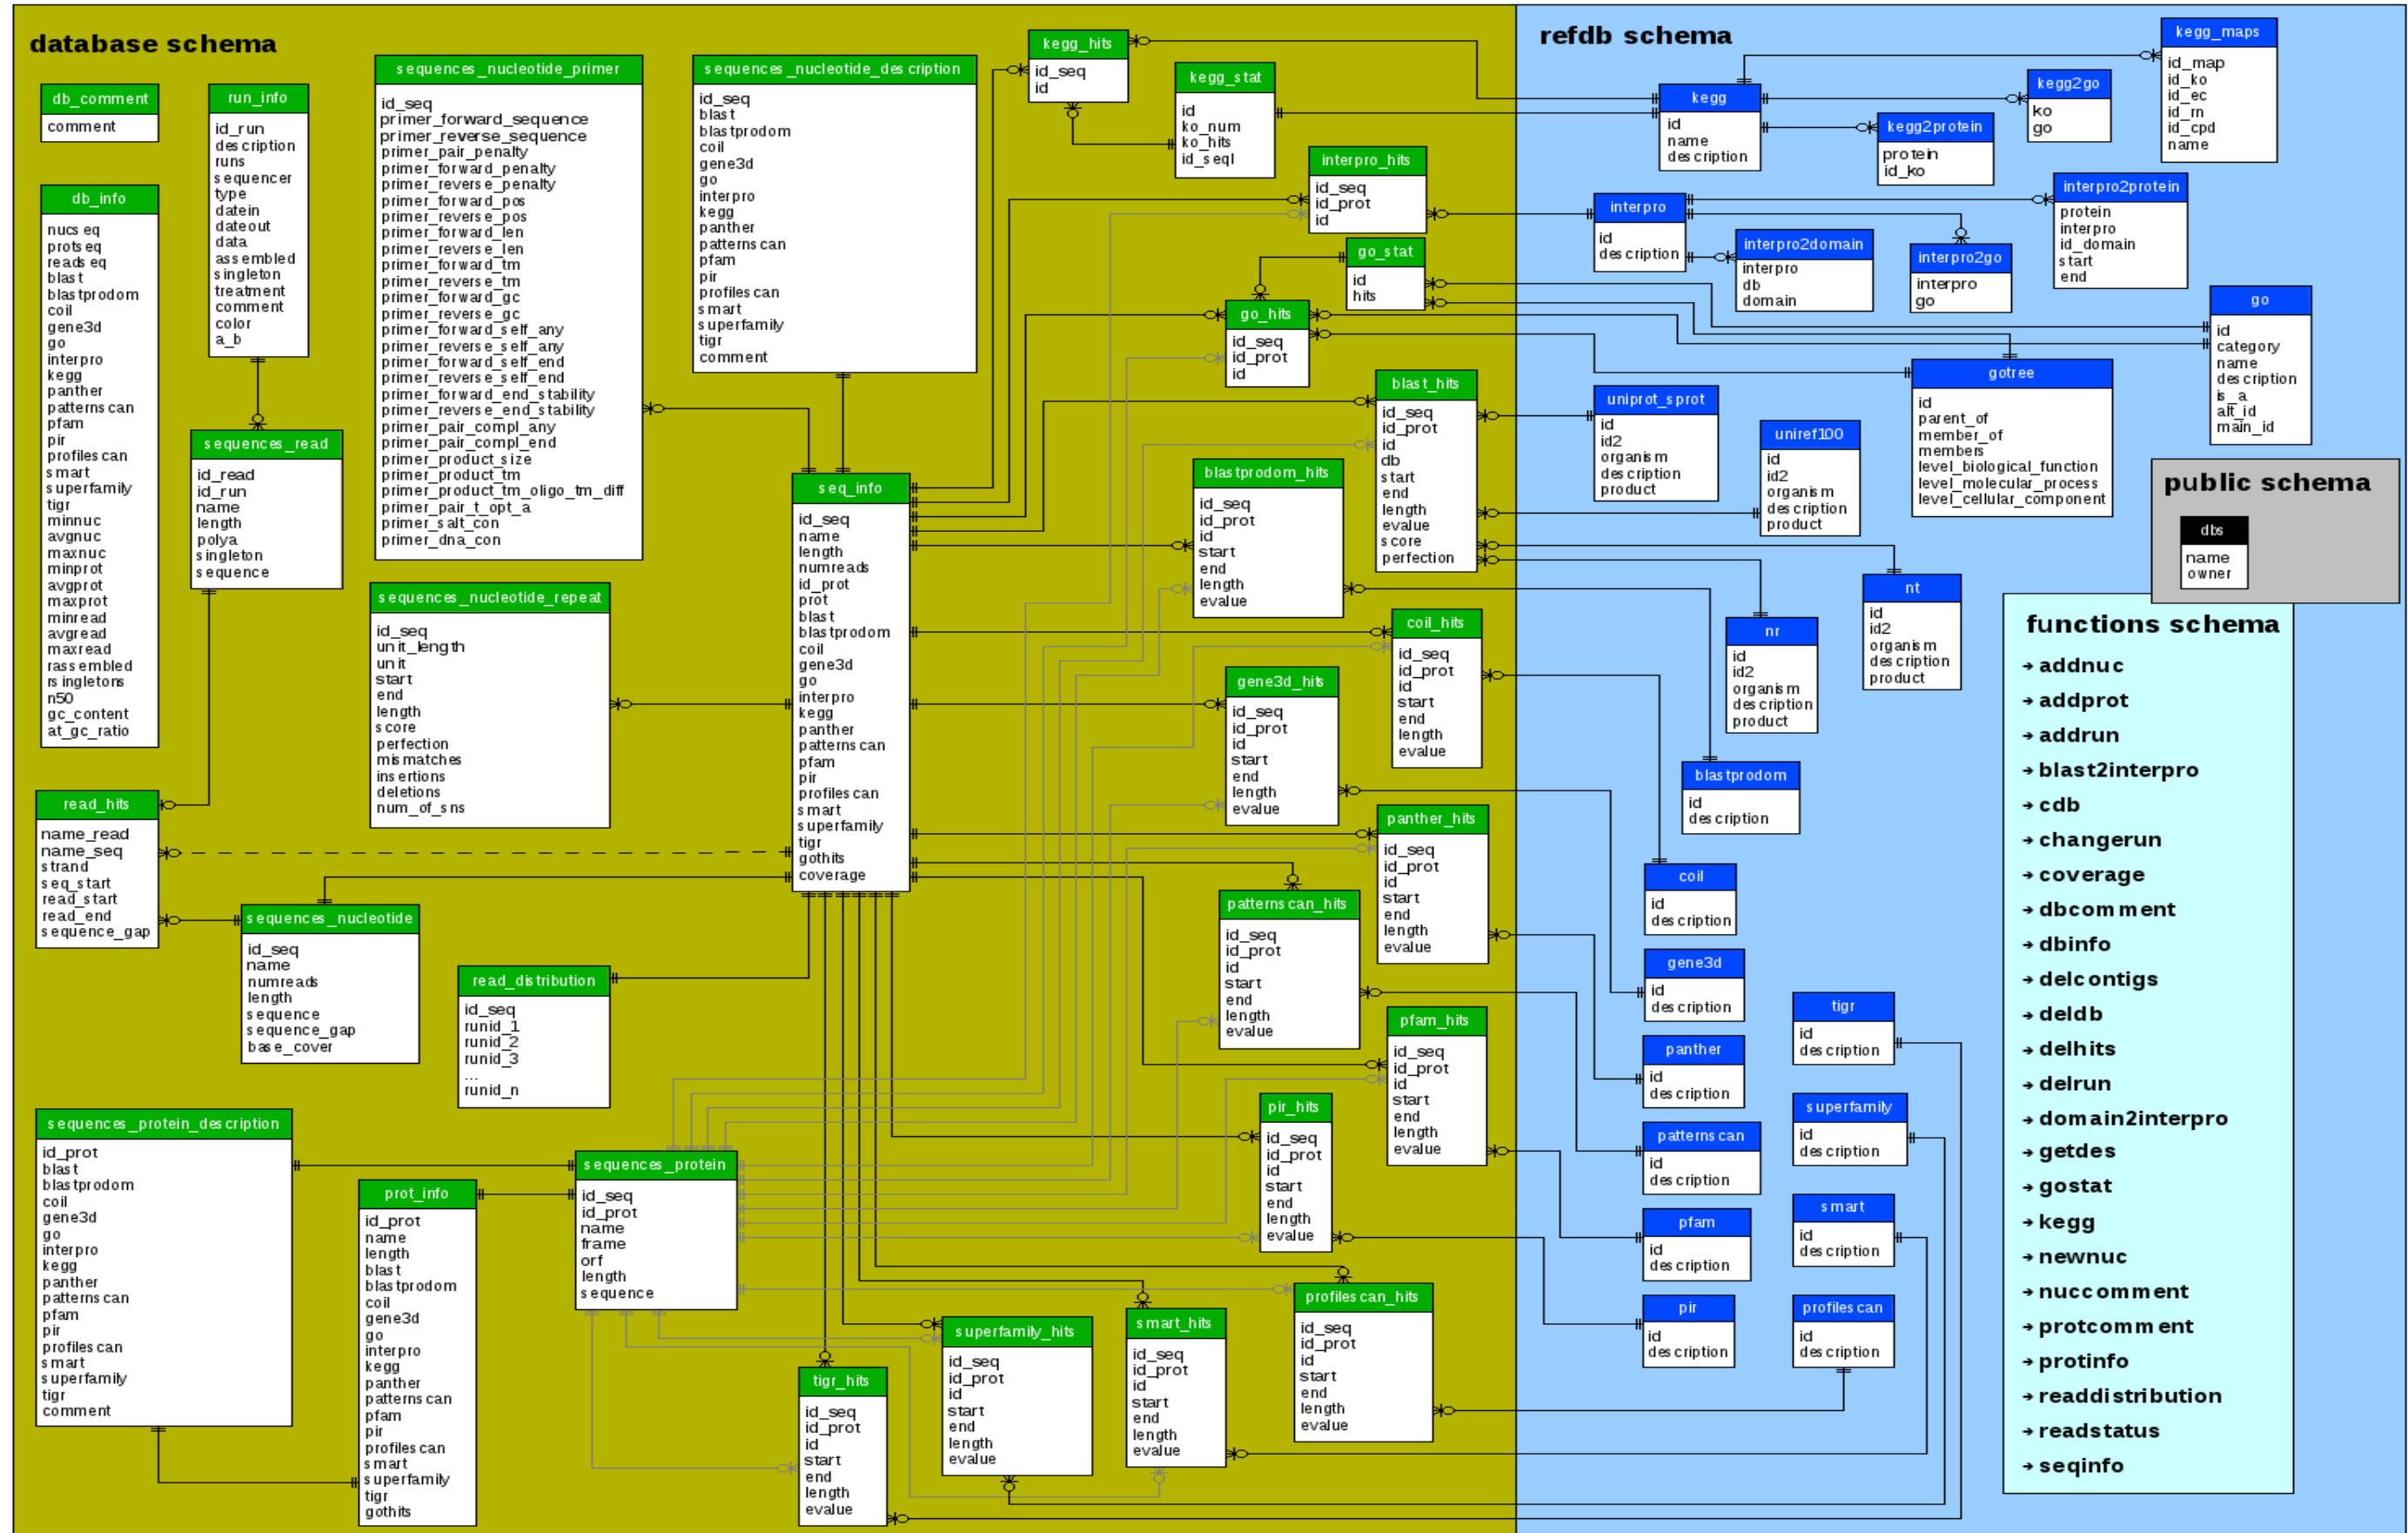 database schema
db_comment
comment
db_info
nucseq
protseq
readseq
blast
blastprodom
coil
gene3d
go
interpro
kegg
panther
patternscan
pfam
pir
profilescan
smart
superfamily
tigr
minnuc
avgnuc
maxnuc
minprot
avgprot
maxprot
minread
avgread
maxread
rassembled
rsingletons
n50
gc_content
at_gc_ratio
run_info
id_run
description
runs
sequencer
type
datein
dateout
data
assembled
singleton
treatment
comment
color
a_b
sequences_read
id_read
id_run
name
length
polya
singleton
sequence
read_hits
name_read
name_seq
strand
seq_start
read_start
read_end
sequence_gap
sequences_nucleotide
id_seq
name
numreads
length
sequence
sequence_gap
base_cover
sequences_nucleotide_primer
id_seq
primer_forward_sequence
primer_reverse_sequence
primer_pair_penalty
primer_forward_penalty
primer_reverse_penalty
primer_forward_pos
primer_reverse_pos
primer_forward_len
primer_reverse_len
primer_forward_tm
primer_reverse_tm
primer_forward_gc
primer_reverse_gc
primer_forward_self_any
primer_reverse_self_any
primer_forward_self_end
primer_reverse_self_end
primer_forward_end_stability
primer_reverse_end_stability
primer_pair_compl_any
primer_pair_compl_end
primer_product_size
primer_product_tm
primer_product_tm_oligo_tm_diff
primer_pair_t_opt_a
primer_salt_con
primer_dna_con
sequences_nucleotide_repeat
id_seq
unit_length
unit
start
end
length
score
perfection
mismatches
insertions
deletions
num_of_sns
read_distribution
id_seq
runid_1
runid_2
runid_3
...
runid_n
sequences_protein_description
id_prot
blast
blastprodom
coil
gene3d
go
interpro
kegg
panther
patternscan
pfam
pir
profilescan
smart
superfamily
tigr
comment
prot_info
id_prot
name
length
blast
blastprodom
coil
gene3d
go
interpro
kegg
panther
patternscan
pfam
pir
profilescan
smart
superfamily
tigr
gothits
sequences_protein
id_seq
id_prot
name
frame
orf
length
sequence
sequences_nucleotide_description
id_seq
blast
blastprodom
coil
gene3d
go
interpro
kegg
panther
patternscan
pfam
pir
profilescan
smart
superfamily
tigr
comment
seq_info
id_seq
name
length
numreads
id_prot
prot
blast
blastprodom
coil
gene3d
go
interpro
kegg
panther
patternscan
pfam
pir
profilescan
smart
superfamily
tigr
gothits
coverage
kegg_hits
id_seq
id
kegg_stat
id
ko_num
ko_hits
id_seql
interpro_hits
id_seq
id_prot
id
go_stat
id
hits
go_hits
id_seq
id_prot
id
blast_hits
id_seq
id_prot
id
db
start
end
length
evalue
score
perfection
blastprodom_hits
id_seq
id_prot
id
start
end
length
evalue
coil_hits
id_seq
id_prot
id
start
end
length
evalue
gene3d_hits
id_seq
id_prot
id
start
end
length
evalue
panther_hits
id_seq
id_prot
id
start
end
length
evalue
patternscan_hits
id_seq
id_prot
id
start
end
length
evalue
pfam_hits
id_seq
id_prot
id
start
end
length
evalue
pir_hits
id_seq
id_prot
id
start
end
length
evalue
profilescan_hits
id_seq
id_prot
id
start
end
length
evalue
smart_hits
id_seq
id_prot
id
start
end
length
evalue
superfamily_hits
id_seq
id_prot
id
start
end
length
evalue
tigr_hits
id_seq
id_prot
id
start
end
length
evalue
refdb schema
kegg_maps
id_map
id_ko
id_ec
id_rn
id_cpd
name
kegg
id
name
description
kegg2go
ko
go
kegg2protein
protein
id_ko
interpro
id
description
interpro2protein
protein
interpro
id_domain
start
end
interpro2domain
interpro
db
domain
interpro2go
interpro
go
go
id
category
name
description
is_a
alt_id
main_id
gotree
id
parent_of
member_of
members
level_biological_function
level_molecular_process
level_cellular_component
uniprot_sprot
id
id2
organism
description
product
uniref100
id
id2
organism
description
product
nt
id
id2
organism
description
product
nr
id
id2
organism
description
product
blastprodom
id
description
coil
id
description
gene3d
id
description
panther
id
description
patternscan
id
description
pfam
id
description
pir
id
description
tigr
id
description
superfamily
id
description
smart
id
description
profilescan
id
description
public schema
dbs
name
owner
functions schema
→ addnuc
→ addprot
→ addrun
→ blast2interpro
→ cdb
→ changerun
→ coverage
→ dbcomment
→ dbinfo
→ delcontigs
→ deldb
→ delhits
→ delrun
→ domain2interpro
→ getdes
→ gostat
→ kegg
→ newnuc
→ nuccomment
→ protcomment
→ protinfo
→ readdistribution
→ readstatus
→ seqinfo